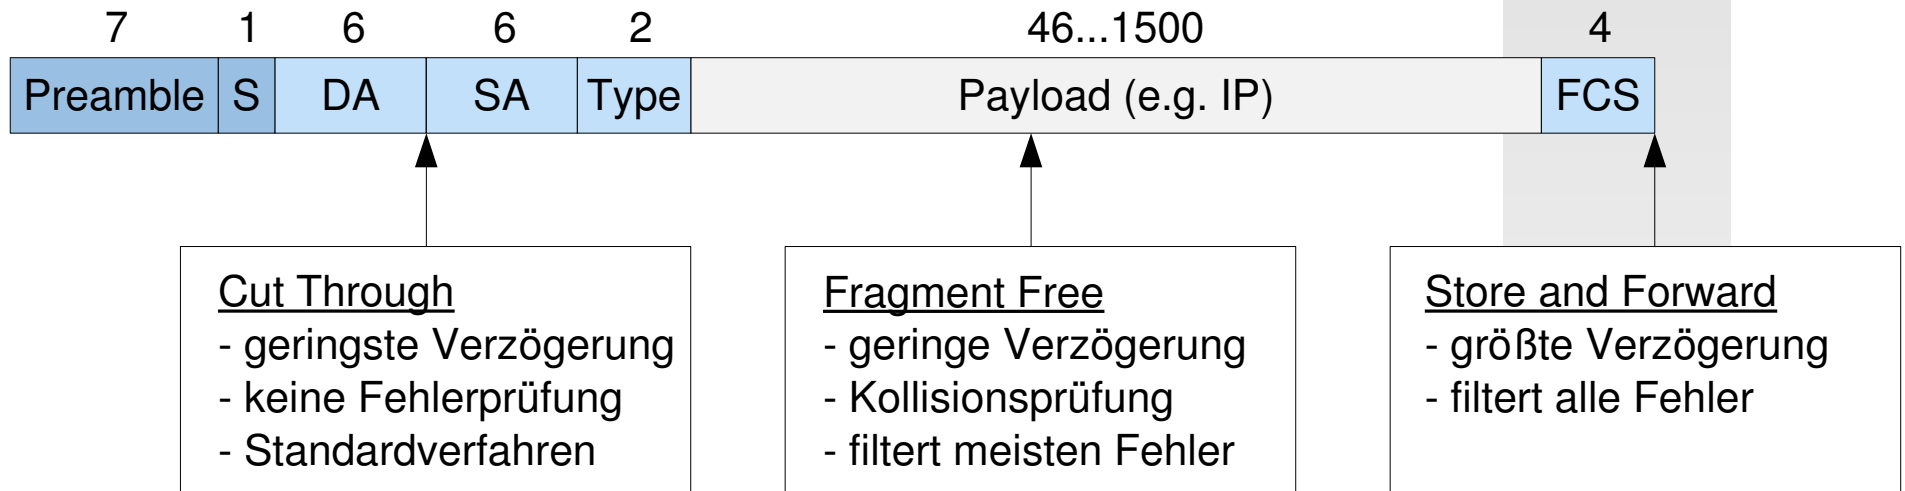 7 1 6 6 2 46...1500 4
Preamble S DA SA Type Payload (e.g. IP) FCS
Cut Through
- geringste Verzögerung
- keine Fehlerprüfung
- Standardverfahren
Fragment Free
- geringe Verzögerung
- Kollisionsprüfung
- filtert meisten Fehler
Store and Forward
- größte Verzögerung
- filtert alle Fehler